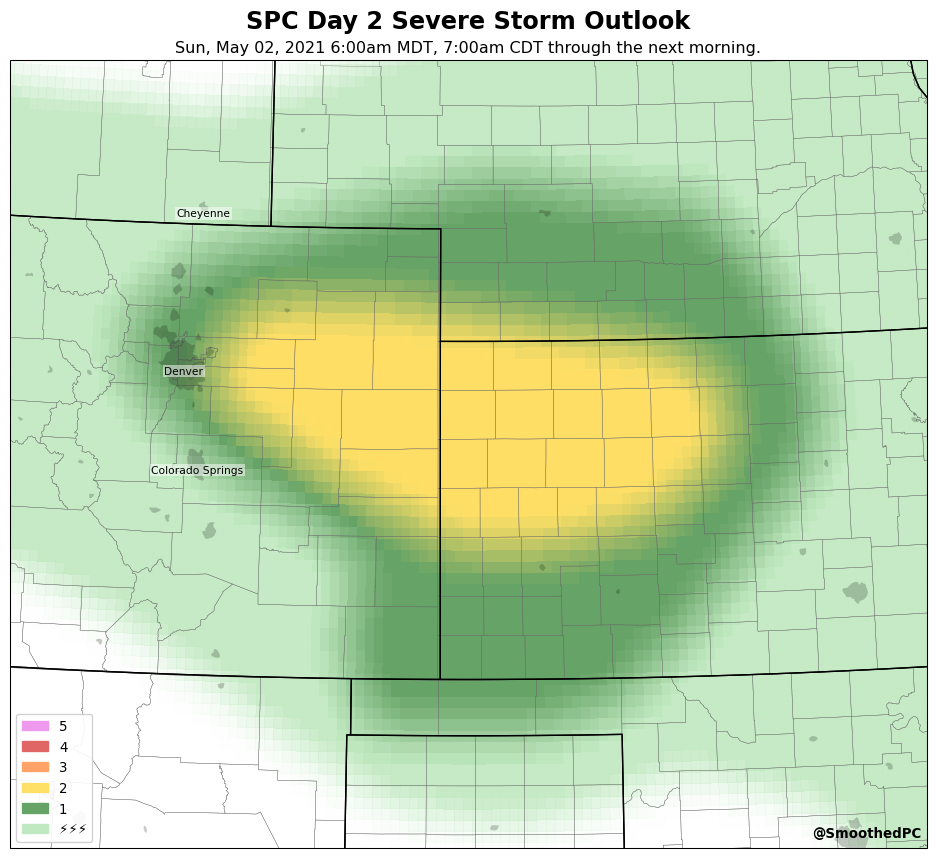 SPC Day 2 Severe Storm Outlook
Sun, May 02, 2021 6:00am MDT, 7:00am CDT through the next morning.
Cheyenne
Denver
Colorado Springs
5
4
3
2
1
⚡⚡⚡
@SmoothedPC